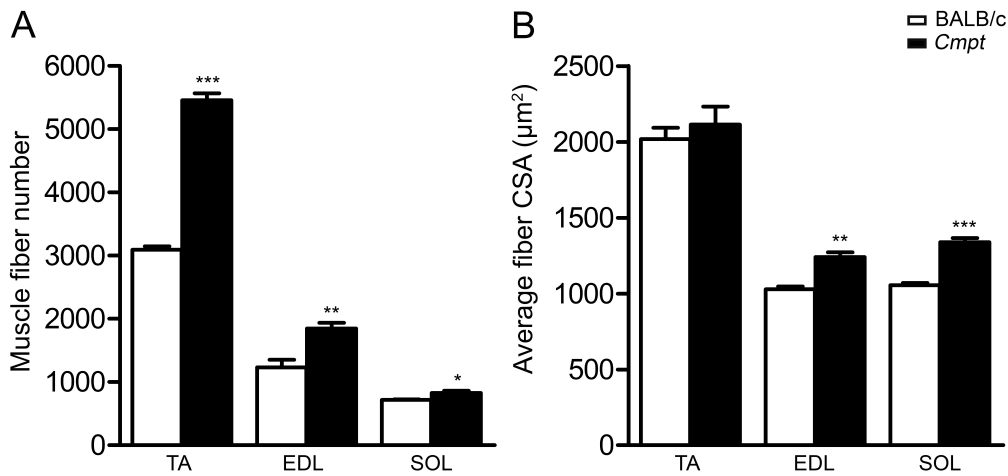 A
Muscle fiber number
6000
5000
4000
3000
2000
1000
0
***
**
*
TA EDL SOL
B
BALB/c
Cmpt
Average fiber CSA (µm²)
2500
2000
1500
1000
500
0
**
***
TA EDL SOL